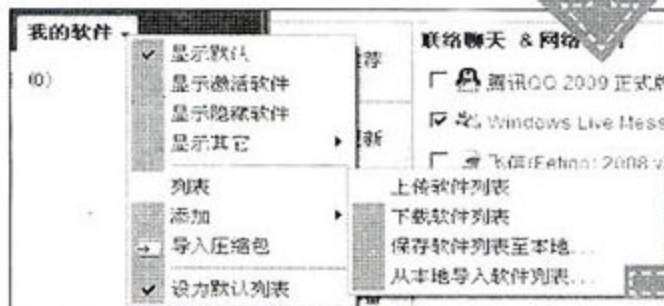 我的软件
(0)
显示默认
显示激活软件
显示隐藏软件
显示其它
列表
添加
导入压缩包
设为默认列表
上传软件列表
下载软件列表
保存软件列表至本地...
从本地导入软件列表...
联络聊天 & 网络
腾讯QQ 2009 正式版
Windows Live Mess
飞信(Fetion) 2008
荐
新